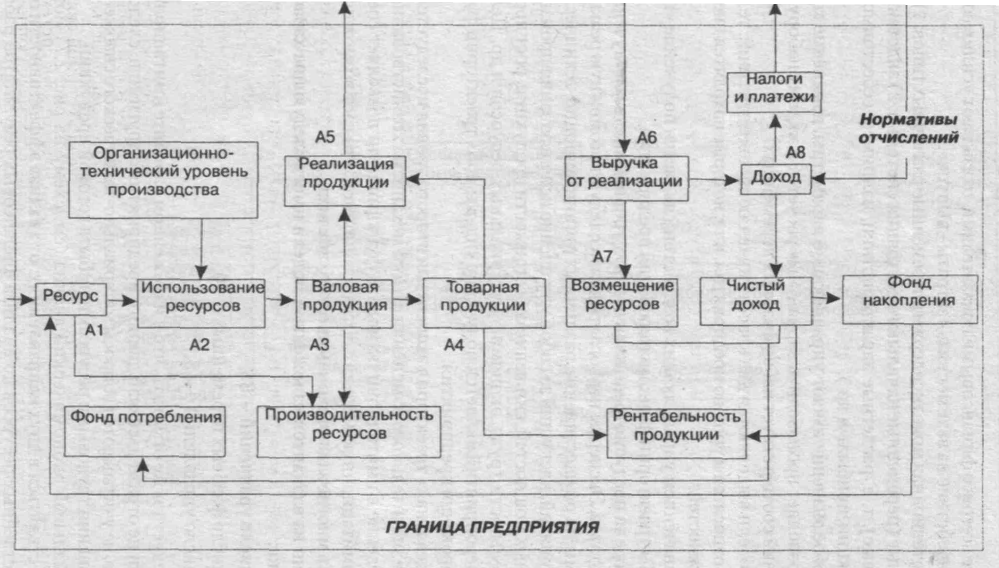 Налоги
и платежи
Нормативы
отчислений
А5
А6
А8
Организационно-
технический уровень
производства
Реализация
продукции
Выручка
от реализации
Доход
А7
Ресурс
Использование
ресурсов
Валовая
продукция
Товарная
продукции
Возмещение
ресурсов
Чистый
доход
Фонд
накопления
А1
А2
А3
А4
Фонд потребления
Производительность
ресурсов
Рентабельность
продукции
ГРАНИЦА ПРЕДПРИЯТИЯ